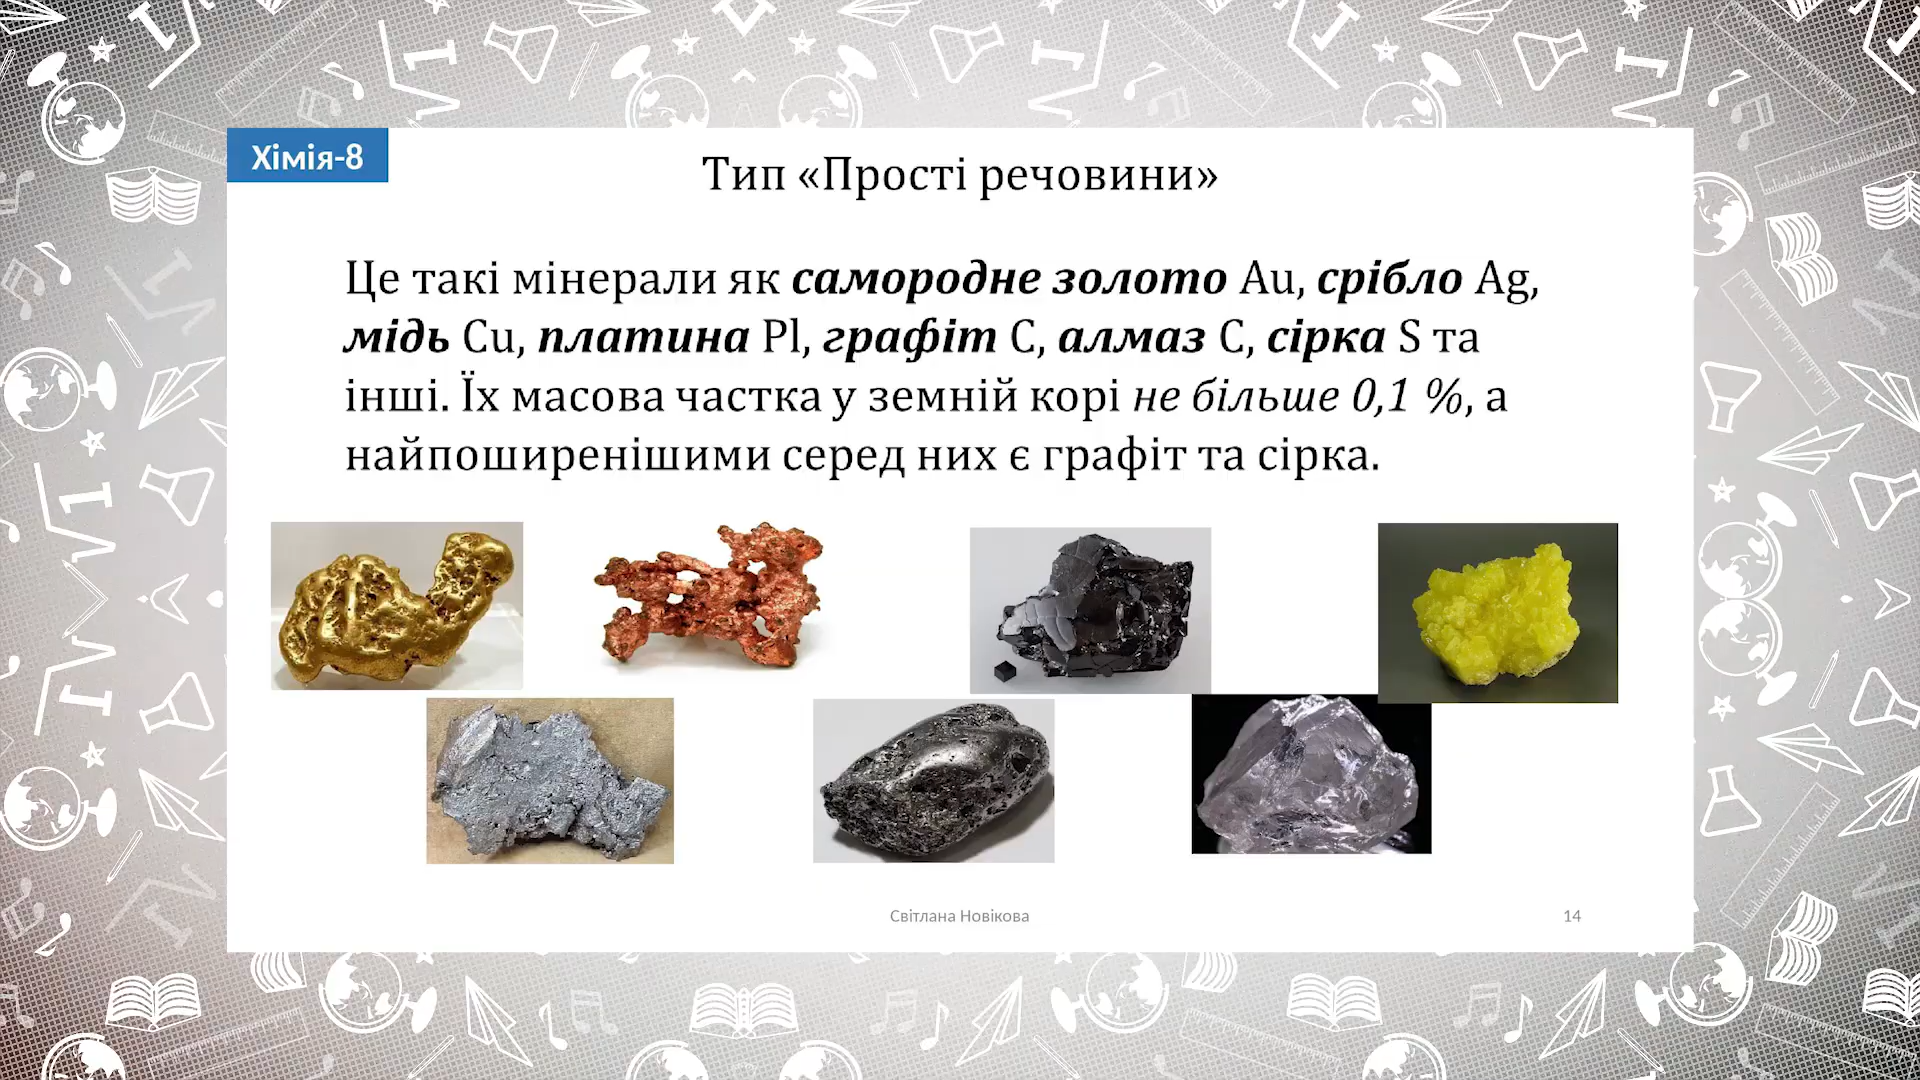 Хімія-8
Тип «Прості речовини»
Це такі мінерали як самородне золото Au, срібло Ag,
мідь Cu, платина Pl, графіт C, алмаз C, сірка S та
інші. Їх масова частка у земній корі не більше 0,1 %, а
найпоширенішими серед них є графіт та сірка.
Світлана Новікова
14